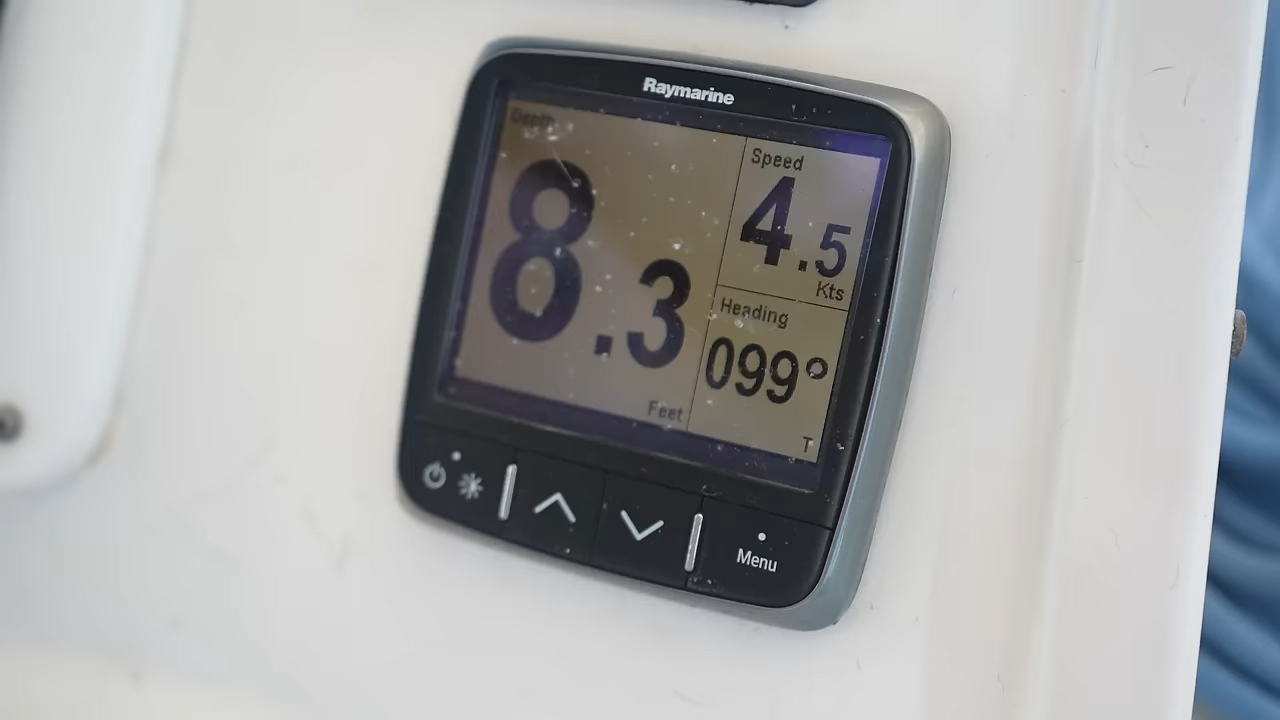 Raymarine
Depth
8.3
Feet
Speed
4.5
Kts
Heading
099°
T
Menu